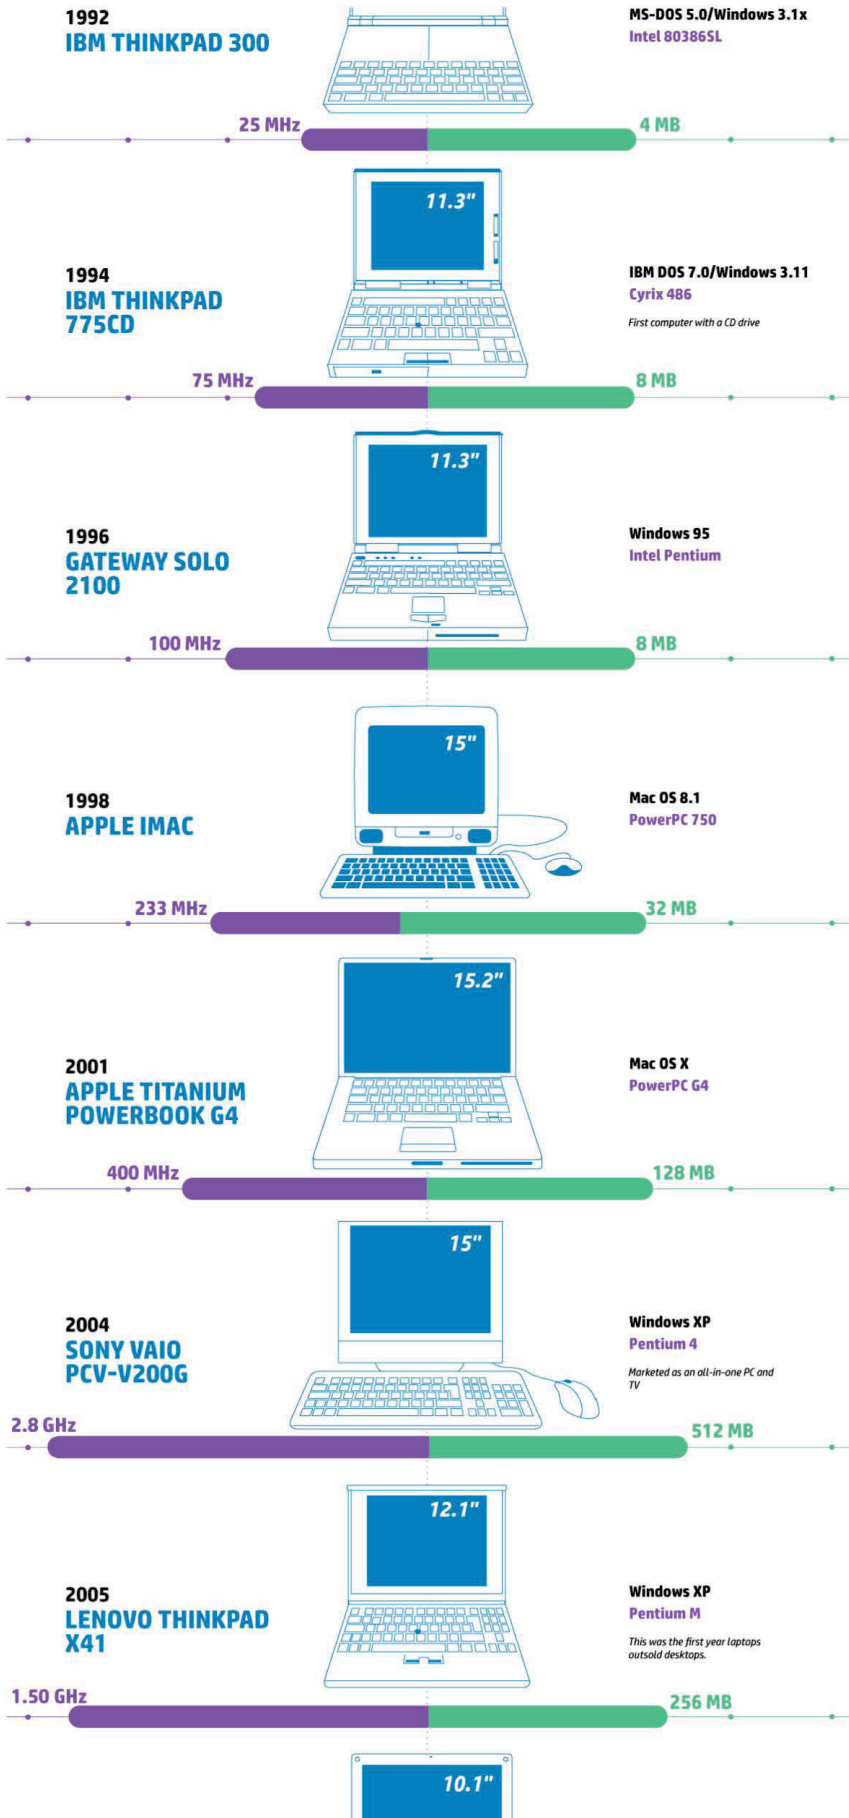 1992
IBM THINKPAD 300
MS-DOS 5.0/Windows 3.1x
Intel 80386SL
25 MHz
4 MB
11.3"
1994
IBM THINKPAD
775CD
IBM DOS 7.0/Windows 3.11
Cyrix 486
First computer with a CD drive
75 MHz
8 MB
11.3"
1996
GATEWAY SOLO
2100
Windows 95
Intel Pentium
100 MHz
8 MB
15"
1998
APPLE IMAC
Mac OS 8.1
PowerPC 750
233 MHz
32 MB
15.2"
2001
APPLE TITANIUM
POWERBOOK G4
Mac OS X
PowerPC G4
400 MHz
128 MB
15"
2004
SONY VAIO
PCV-V200G
Windows XP
Pentium 4
Marketed as an all-in-one PC and
TV
2.8 GHz
512 MB
12.1"
2005
LENOVO THINKPAD
X41
Windows XP
Pentium M
This was the first year laptops
outsold desktops.
1.50 GHz
256 MB
10.1"